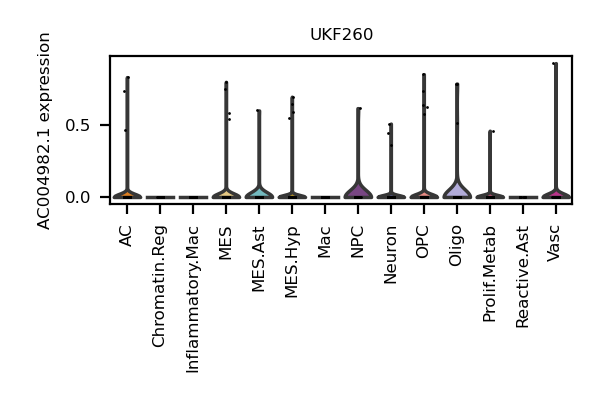 UKF260
AC004982.1 expression
0.5
0.0
AC
Chromatin.Reg
Inflammatory.Mac
MES
MES.Ast
MES.Hyp
Mac
NPC
Neuron
OPC
Oligo
Prolif.Metab
Reactive.Ast
Vasc